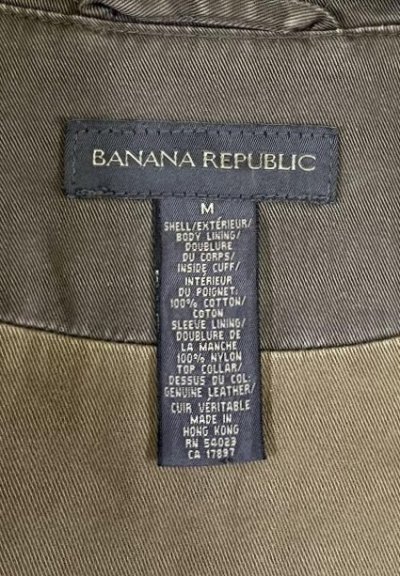 BANANA REPUBLIC
M
SHELL/EXTÉRIEUR/
BODY LINING/
DOUBLURE
DU CORPS/
INSIDE CUFF/
INTÉRIEUR
DU POIGNET:
100% COTTON/
COTON
SLEEVE LINING/
DOUBLURE DE
LA MANCHE
100% NYLON
TOP COLLAR/
DESSUS DU COL:
GENUINE LEATHER/
CUIR VÉRITABLE
MADE IN
HONG KONG
RN 54023
CA 17897